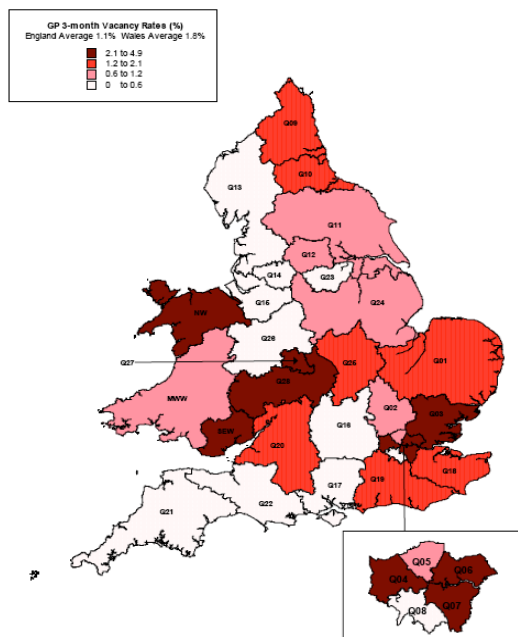 GP 3-month Vacancy Rates (%)
England Average 1.1% Wales Average 1.8%
2.1 to 4.9
1.2 to 2.1
0.6 to 1.2
0 to 0.6
Q09
Q10
Q13
Q11
Q12
Q14
Q23
Q15
Q24
NW
Q26
Q27
Q25
Q01
Q28
MWW
Q02
SEW
Q16
Q20
Q17
Q19
Q18
Q21
Q22
Q05
Q04
Q06
Q08
Q07